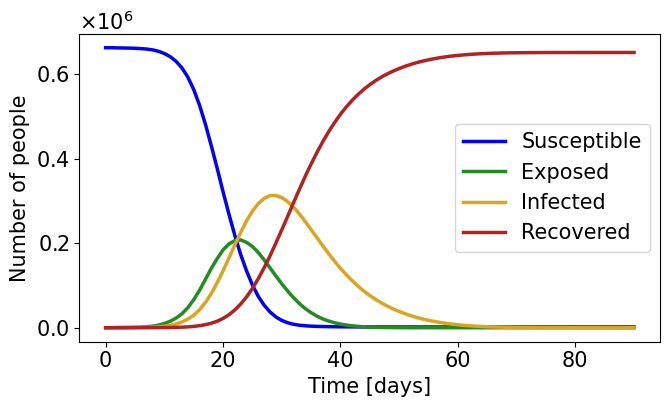 ×10⁶
0.6
0.4
0.2
0.0
Number of people
0
20
40
60
80
Time [days]
Susceptible
Exposed
Infected
Recovered